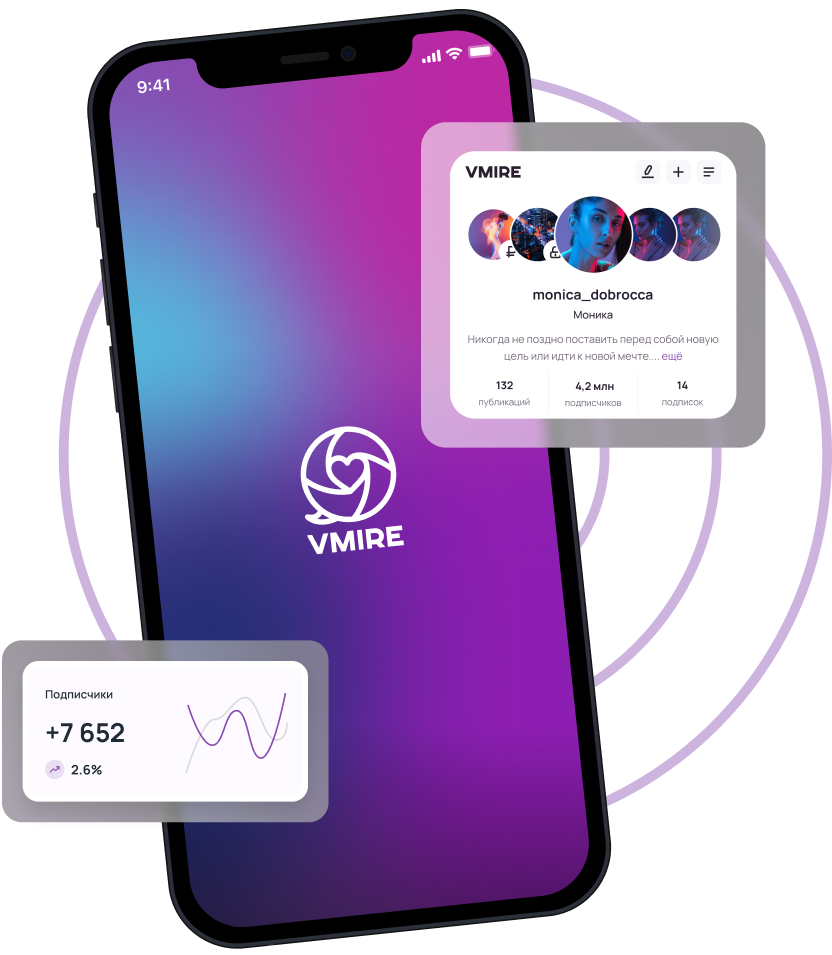 9:41
VMIRE
monica_dobrocca
Моника
Никогда не поздно поставить перед собой новую
цель или идти к новой мечте.... ещё
132
4,2 млн
14
публикаций
подписчиков
подписок
VMIRE
Подписчики
+7 652
2.6%